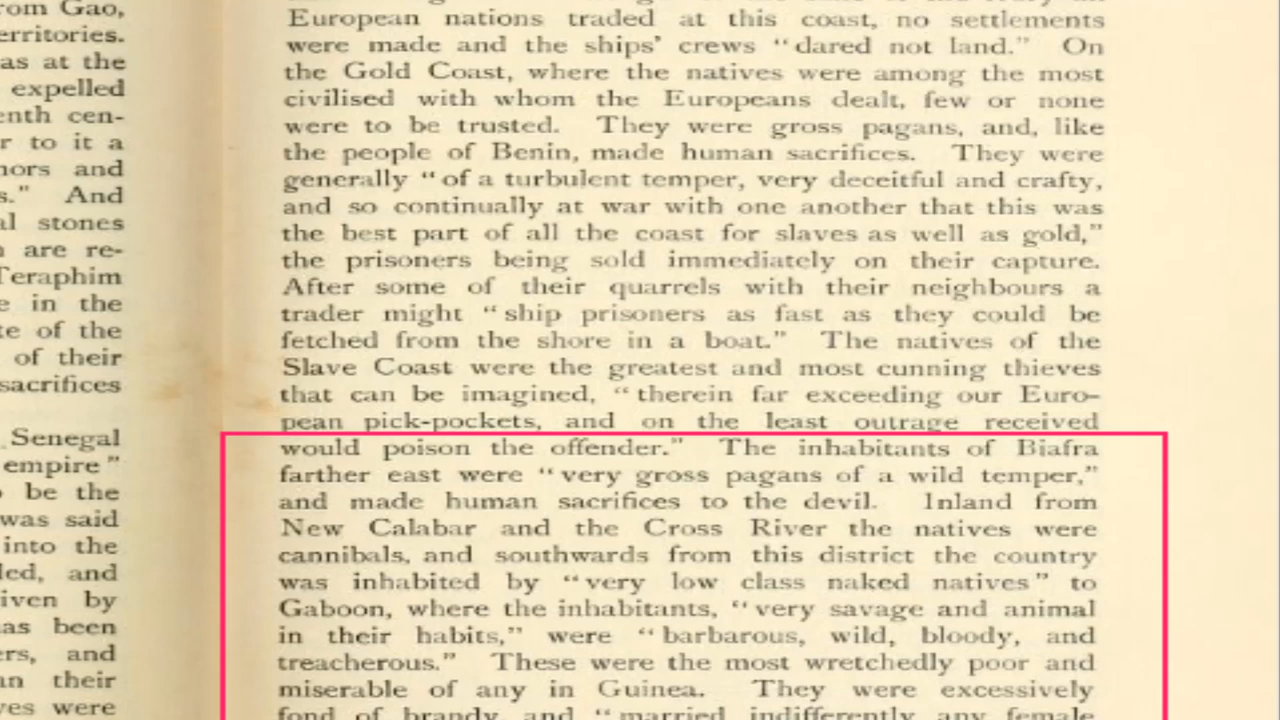 rom Gao,
erritories.
as at the
expelled
enth cen-
r to it a
nors and
s." And
al stones
are re-
Teraphim
e in the
te of the
of their
sacrifices
Senegal
empire"
be the
was said
into the
led, and
iven by
as been
ers, and
an their
ves were
European nations traded at this coast, no settlements
were made and the ships' crews "dared not land." On
the Gold Coast, where the natives were among the most
civilised with whom the Europeans dealt, few or none
were to be trusted. They were gross pagans, and, like
the people of Benin, made human sacrifices. They were
generally "of a turbulent temper, very deceitful and crafty,
and so continually at war with one another that this was
the best part of all the coast for slaves as well as gold,"
the prisoners being sold immediately on their capture.
After some of their quarrels with their neighbours a
trader might "ship prisoners as fast as they could be
fetched from the shore in a boat." The natives of the
Slave Coast were the greatest and most cunning thieves
that can be imagined, "therein far exceeding our Euro-
pean pick-pockets, and on the least outrage received
would poison the offender." The inhabitants of Biafra
farther east were "very gross pagans of a wild temper,"
and made human sacrifices to the devil. Inland from
New Calabar and the Cross River the natives were
cannibals, and southwards from this district the country
was inhabited by "very low class naked natives" to
Gaboon, where the inhabitants, "very savage and animal
in their habits," were "barbarous, wild, bloody, and
treacherous." These were the most wretchedly poor and
miserable of any in Guinea. They were excessively
fond of brandy, and "married indifferently any female